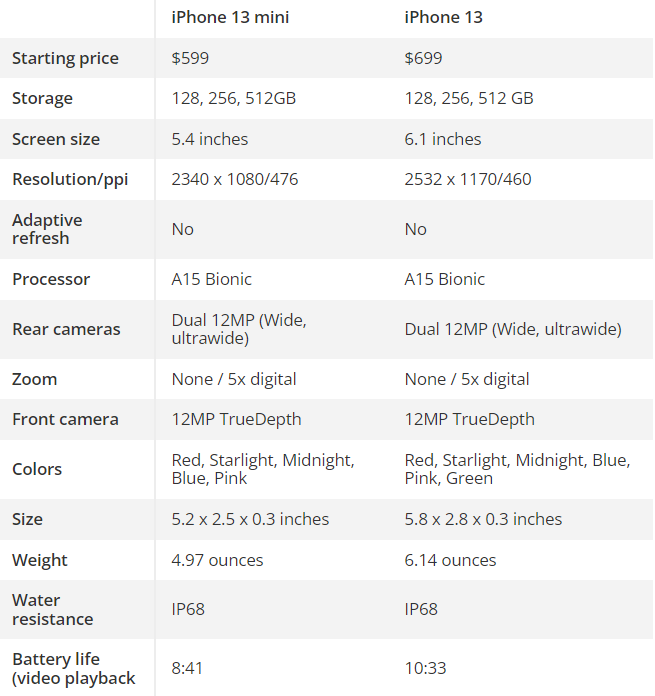 iPhone 13 mini iPhone 13
Starting price $599 $699
Storage 128, 256, 512GB 128, 256, 512 GB
Screen size 5.4 inches 6.1 inches
Resolution/ppi 2340 x 1080/476 2532 x 1170/460
Adaptive
refresh No No
Processor A15 Bionic A15 Bionic
Rear cameras Dual 12MP (Wide,
ultrawide) Dual 12MP (Wide, ultrawide)
Zoom None / 5x digital None / 5x digital
Front camera 12MP TrueDepth 12MP TrueDepth
Colors Red, Starlight, Midnight,
Blue, Pink Red, Starlight, Midnight, Blue,
Pink, Green
Size 5.2 x 2.5 x 0.3 inches 5.8 x 2.8 x 0.3 inches
Weight 4.97 ounces 6.14 ounces
Water
resistance IP68 IP68
Battery life
(video playback 8:41 10:33